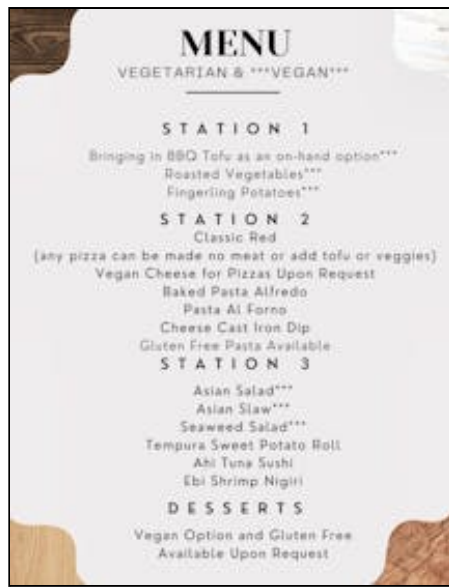 MENU
VEGETARIAN & ***VEGAN***
STATION 1
Bringing in BBQ Tofu as an on-hand option***
Roasted Vegetables***
Fingerling Potatoes***
STATION 2
Classic Red
(any pizza can be made no meat or add tofu or veggies)
Vegan Cheese for Pizzas Upon Request
Baked Pasta Alfredo
Pasta Al Forno
Cheese Cast Iron Dip
Gluten Free Pasta Available
STATION 3
Asian Salad***
Asian Slaw***
Seaweed Salad***
Tempura Sweet Potato Roll
Ahi Tuna Sushi
Ebi Shrimp Nigiri
DESSERTS
Vegan Option and Gluten Free
Available Upon Request